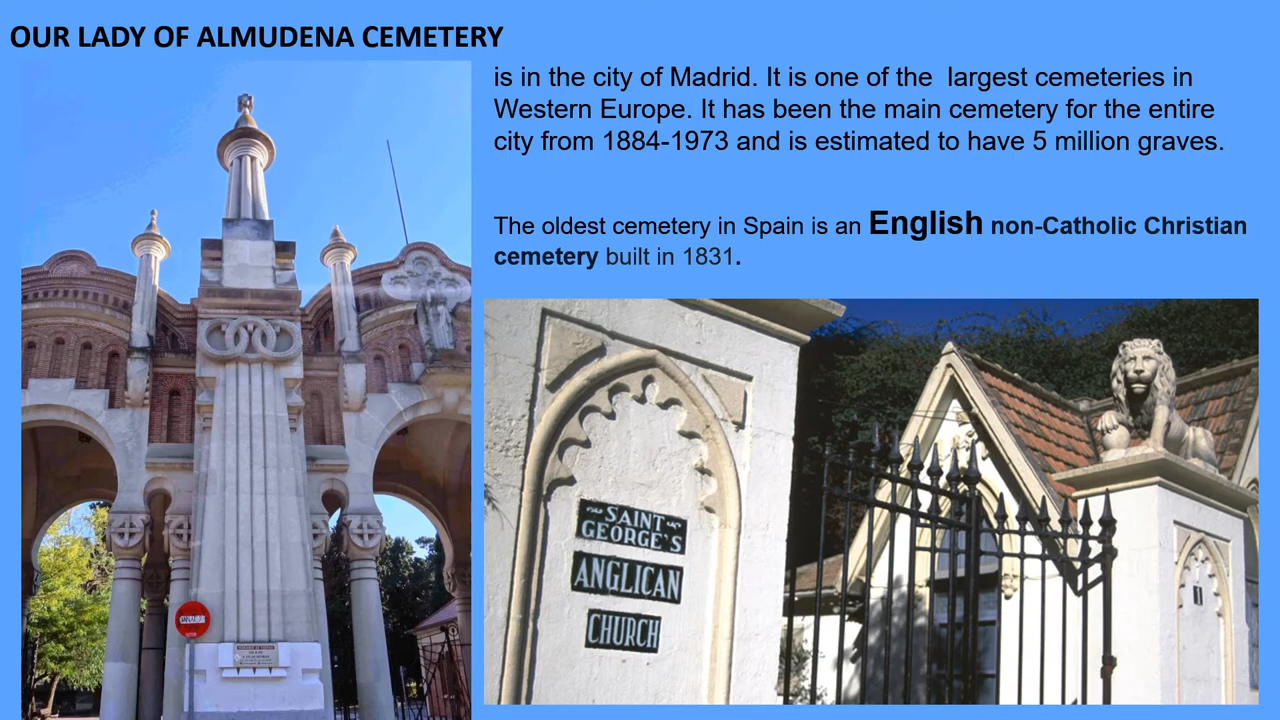 OUR LADY OF ALMUDENA CEMETERY
is in the city of Madrid. It is one of the  largest cemeteries in
Western Europe. It has been the main cemetery for the entire
city from 1884-1973 and is estimated to have 5 million graves.
The oldest cemetery in Spain is an English non-Catholic Christian
cemetery built in 1831.
SAINT
GEORGE'S
ANGLICAN
CHURCH
1